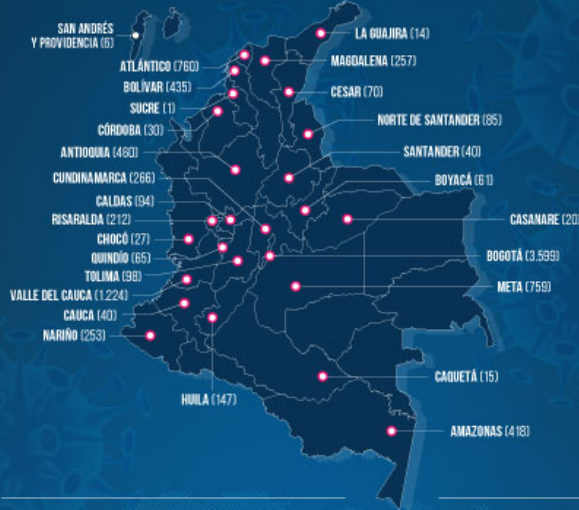 SAN ANDRÉS
Y PROVIDENCIA (6)
ATLÁNTICO (760)
BOLÍVAR (435)
SUCRE (1)
CÓRDOBA (30)
ANTIOQUIA (460)
CUNDINAMARCA (266)
CALDAS (94)
RISARALDA (212)
CHOCÓ (27)
QUINDÍO (65)
TOLIMA (98)
VALLE DEL CAUCA (1.224)
CAUCA (40)
NARIÑO (253)
HUILA (147)
LA GUAJIRA (14)
MAGDALENA (257)
CESAR (70)
NORTE DE SANTANDER (85)
SANTANDER (40)
BOYACÁ (61)
CASANARE (20
BOGOTÁ (3.599)
META (759)
CAQUETÁ (15)
AMAZONAS (418)